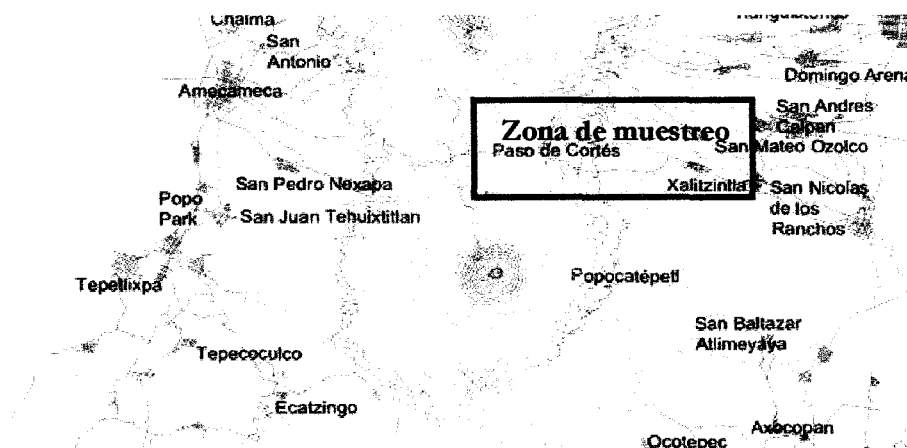 Chalma
San
Antonio
Amecameca
Domingo Arena
San Andres
Calpan
Zona de muestreo
Paso de Cortés
San Mateo Ozolco
San Pedro Nexapa
Xalitzintla
San Nicolas
de los
Ranchos
Popo
Park
San Juan Tehuixtitlan
Tepetlixpa
Popocatépetl
San Baltazar
Atlimeyaya
Tepecoculco
Ecatzingo
Axocopan
Ocotepec